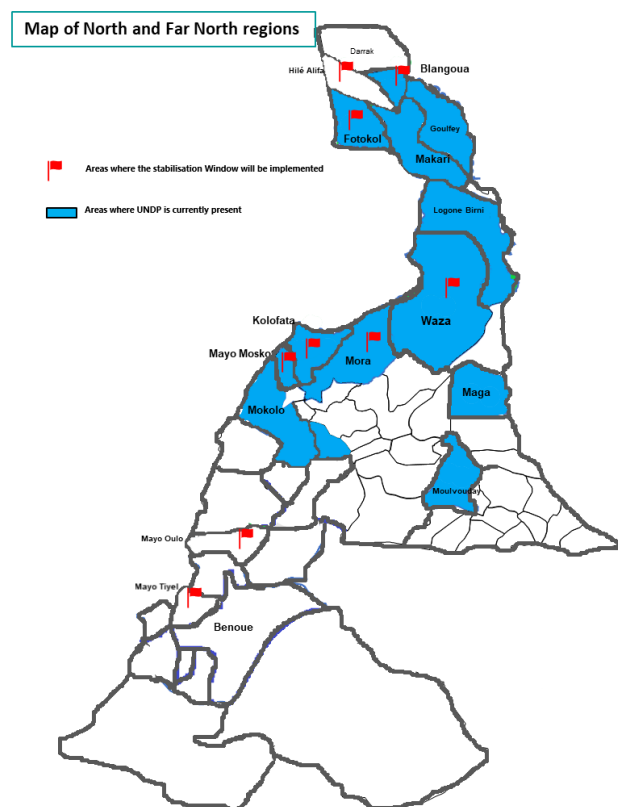 Map of North and Far North regions
Darrak
Hilé Alifa
Blangoua
Fotokol
Goulfey
Makari
Areas where the stabilisation Window will be implemented
Areas where UNDP is currently present
Logone Birni
Waza
Kolofata
Mayo Mosko
Mora
Maga
Mokolo
Moulvouday
Mayo Oulo
Mayo Tiyel
Benoue